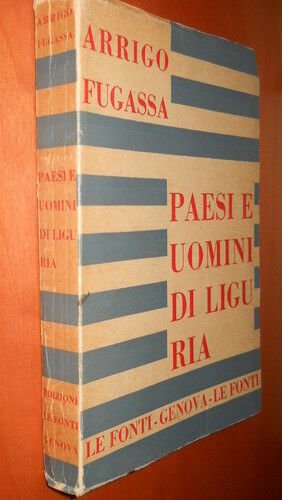 ARRIGO
FUGASSA
PAESI E
UOMINI
DI LIGU
RIA
EDIZIONE
LE FONTI
GENOVA
ARRIGO
FUGASSA
PAESI E
UOMINI
DI LIGU
RIA
LE FONTI-GENOVA-LE FONTI